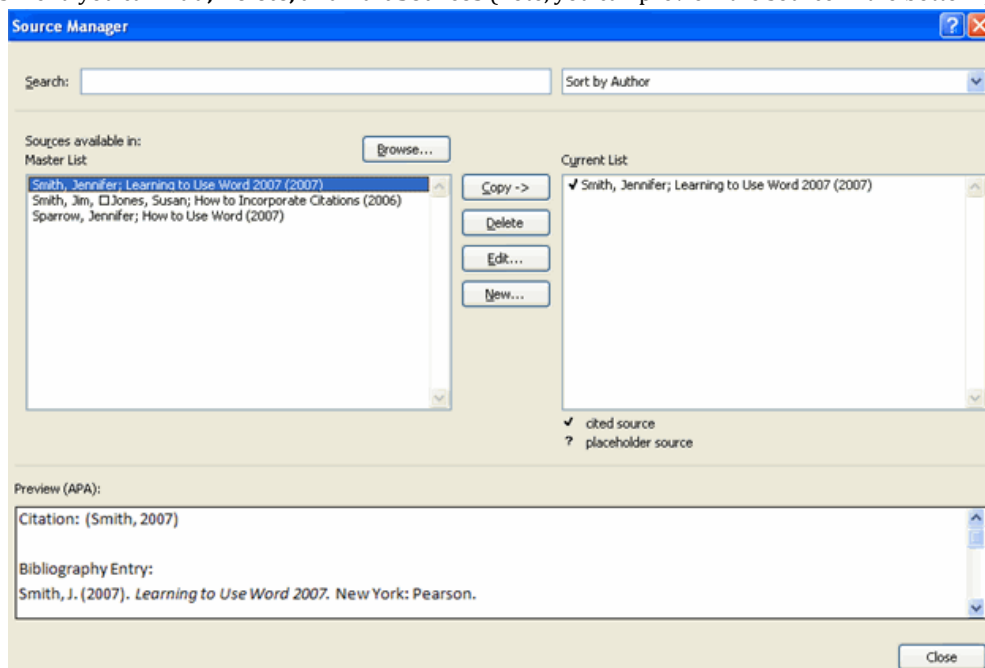 Source Manager
Search:
Sort by Author
Sources available in:
Master List
Browse...
Current List
Smith, Jennifer; Learning to Use Word 2007 (2007)
Smith, Jim, □Jones, Susan; How to Incorporate Citations (2006)
Sparrow, Jennifer; How to Use Word (2007)
Copy ->
Delete
Edit...
New...
✓ Smith, Jennifer; Learning to Use Word 2007 (2007)
✓ cited source
? placeholder source
Preview (APA):
Citation: (Smith, 2007)
Bibliography Entry:
Smith, J. (2007). Learning to Use Word 2007. New York: Pearson.
Close